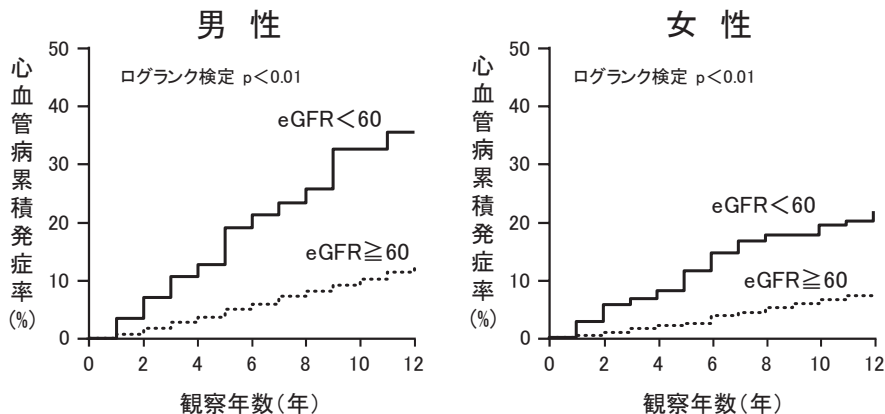 男 性
心血管病累積発症率(%)
50
40
30
20
10
0
ログランク検定 p＜0.01
eGFR＜60
eGFR≧60
0 2 4 6 8 10 12
観察年数（年）
女 性
心血管病累積発症率(%)
50
40
30
20
10
0
ログランク検定 p＜0.01
eGFR＜60
eGFR≧60
0 2 4 6 8 10 12
観察年数（年）